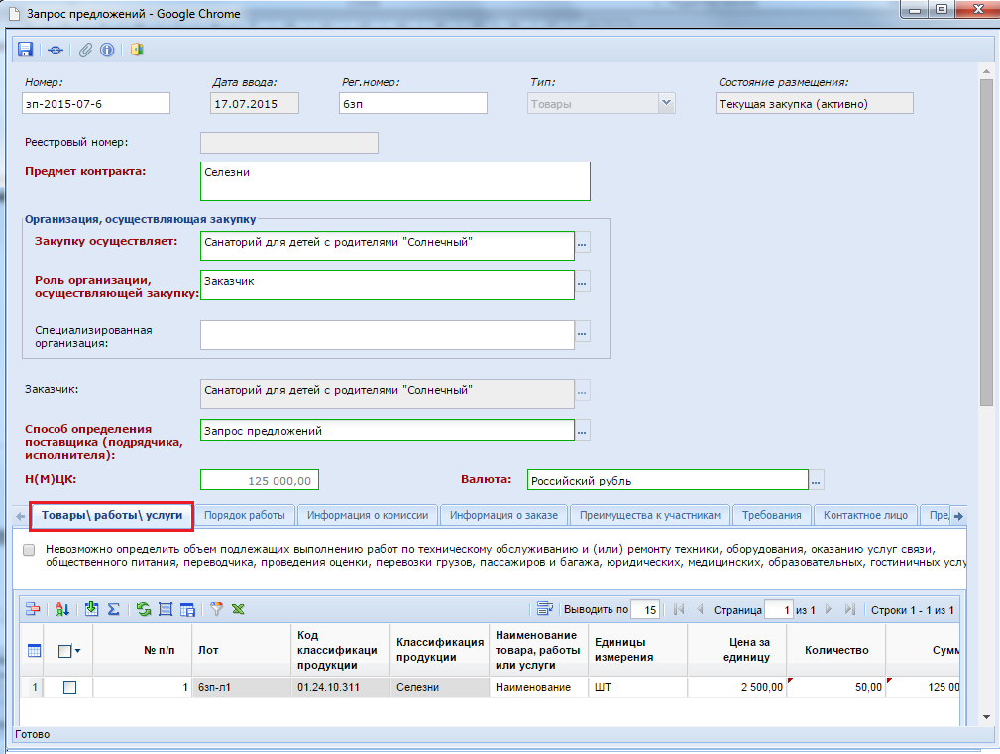 Запрос предложений - Google Chrome
Номер: Дата ввода: Рег.номер: Тип: Состояние размещения:
зп-2015-07-6 17.07.2015 6зп Товары Текущая закупка (активно)
Реестровый номер:
Предмет контракта: Селезни
Организация, осуществляющая закупку
Закупку осуществляет: Санаторий для детей с родителями "Солнечный" ...
Роль организации, Заказчик ...
осуществляющей закупку:
Специализированная ...
организация:
Заказчик: Санаторий для детей с родителями "Солнечный" ...
Способ определения Запрос предложений ...
поставщика (подрядчика,
исполнителя):
Н(М)ЦК: 125 000,00 Валюта: Российский рубль ...
Товары\ работы\ услуги Порядок работы Информация о комиссии Информация о заказе Преимущества к участникам Требования Контактное лицо Пре
Невозможно определить объем подлежащих выполнению работ по техническому обслуживанию и (или) ремонту техники, оборудования, оказанию услуг связи,
общественного питания, переводчика, проведения оценки, перевозки грузов, пассажиров и багажа, юридических, медицинских, образовательных, гостиничных услу
Выводить по 15 Страница 1 из 1 Строки 1 - 1 из 1
№ п/п Лот Код Классификация Наименование Единицы Цена за Количество Сумм
классификаци продукции товара, работы измерения единицу
продукции или услуги
1 1 6зп-л1 01.24.10.311 Селезни Наименование ШТ 2 500,00 50,00 125 00
Готово